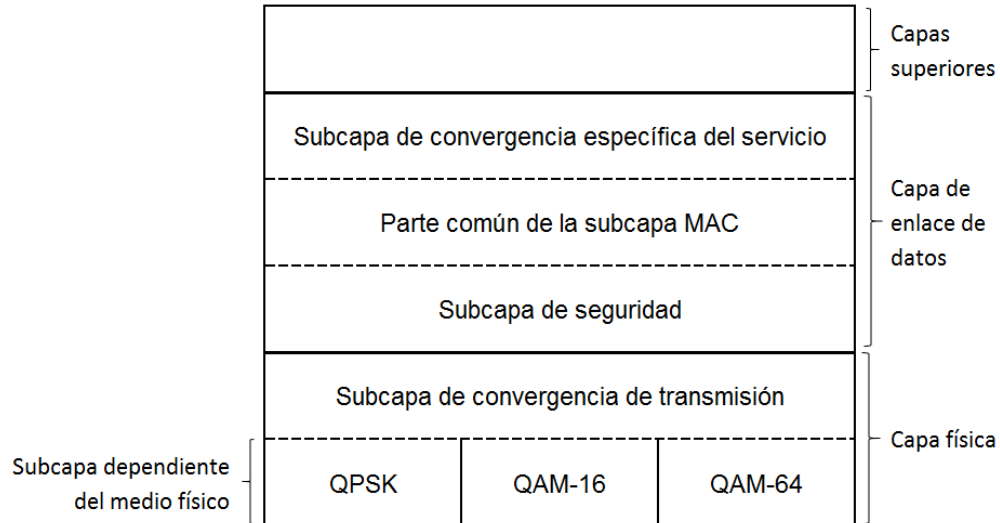 Capas
superiores
Subcapa de convergencia específica del servicio
Parte común de la subcapa MAC
Subcapa de seguridad
Capa de
enlace de
datos
Subcapa de convergencia de transmisión
Capa física
Subcapa dependiente
del medio físico
QPSK
QAM-16
QAM-64